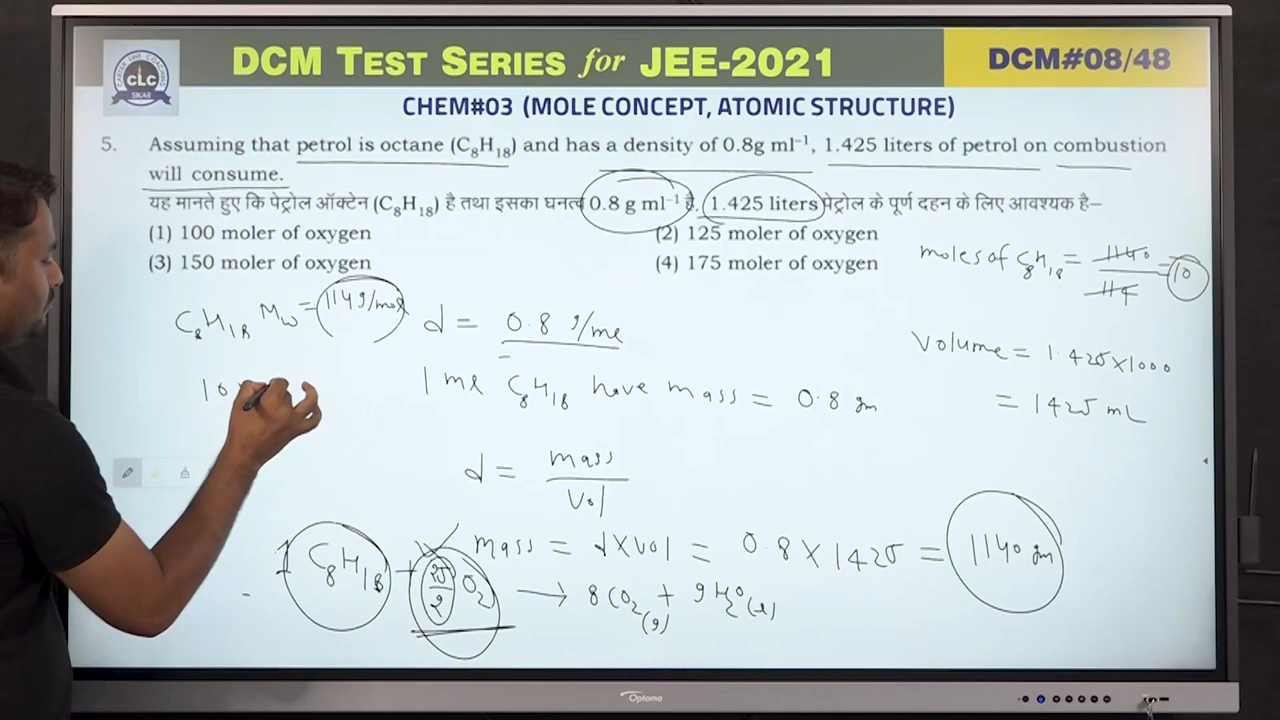 DCM TEST SERIES for JEE-2021
DCM#08/48
CAREER LINE COACHING
CLC
SIKAR
CHEM#03 (MOLE CONCEPT, ATOMIC STRUCTURE)
5. Assuming that petrol is octane (C₈H₁₈) and has a density of 0.8g ml⁻¹, 1.425 liters of petrol on combustion
will consume.
यह मानते हुए कि पेट्रोल ऑक्टेन (C₈H₁₈) है तथा इसका घनत्व 0.8 g ml⁻¹ है, 1.425 liters पेट्रोल के पूर्ण दहन के लिए आवश्यक है–
(1) 100 moler of oxygen (2) 125 moler of oxygen
(3) 150 moler of oxygen (4) 175 moler of oxygen
moles of C₈H₁₈ = 1140/114 = 10
C₈H₁₈ Mw = 114 g/mol
d = 0.8 g/ml
Volume = 1.425×1000
= 1425 mL
10
1 ml C₈H₁₈ have mass = 0.8 gm
d = mass/Vol
mass = d×Vol = 0.8 × 1425 = 1140 gm
1 C₈H₁₈ + 25/2 O₂ → 8CO₂(g) + 9H₂O(l)
Optoma